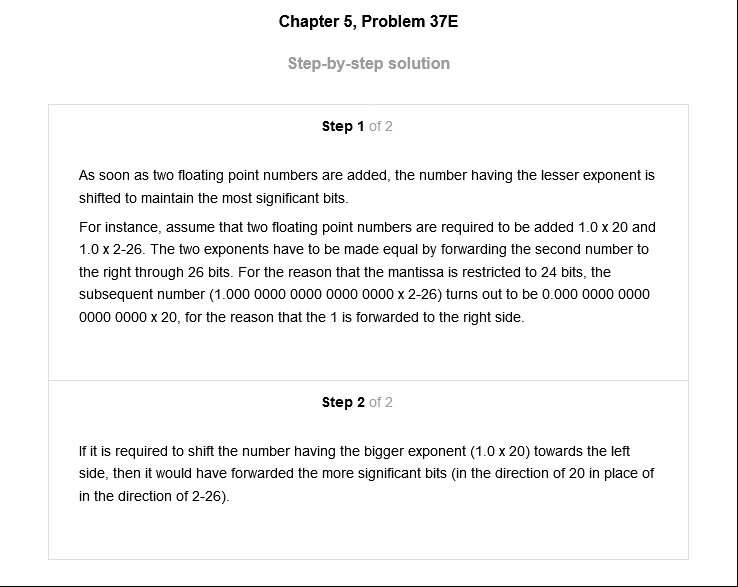 Chapter 5, Problem 37E
Step-by-step solution
Step 1 of 2
As soon as two floating point numbers are added, the number having the lesser exponent is
shifted to maintain the most significant bits.
For instance, assume that two floating point numbers are required to be added 1.0 x 20 and
1.0 x 2-26. The two exponents have to be made equal by forwarding the second number to
the right through 26 bits. For the reason that the mantissa is restricted to 24 bits, the
subsequent number (1.000 0000 0000 0000 0000 x 2-26) turns out to be 0.000 0000 0000
0000 0000 x 20, for the reason that the 1 is forwarded to the right side.
Step 2 of 2
If it is required to shift the number having the bigger exponent (1.0 x 20) towards the left
side, then it would have forwarded the more significant bits (in the direction of 20 in place of
in the direction of 2-26).